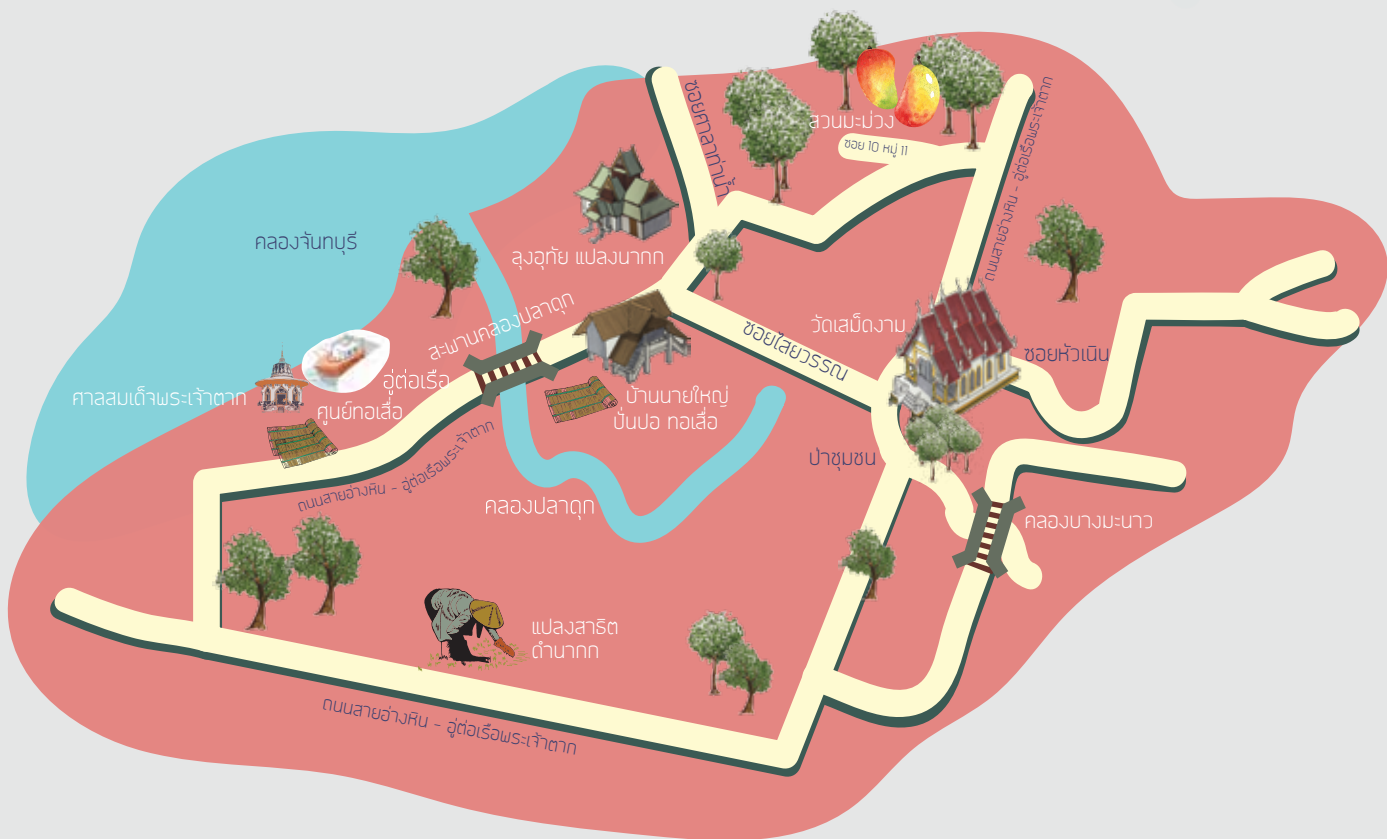 สวนมะม่วง
ซอย 10 หมู่ 11
ซอยศาลาท่าน้ำ
ถนนสายอ่างหิน - อู่ต่อเรือพระเจ้าตาก
คลองจันทบุรี
ลุงอุทัย แปลงนากก
สะพานคลองปลาดุก
วัดเสม็ดงาม
ซอยไสยวรรณ
ซอยหัวเนิน
อู่ต่อเรือ
ศาลสมเด็จพระเจ้าตาก
ศูนย์ทอเสื่อ
บ้านนายใหญ่
ปั่นปอ ทอเสื่อ
ถนนสายอ่างหิน - อู่ต่อเรือพระเจ้าตาก
ป่าชุมชน
คลองปลาดุก
คลองบางมะนาว
แปลงสาธิต
ดำนากก
ถนนสายอ่างหิน - อู่ต่อเรือพระเจ้าตาก